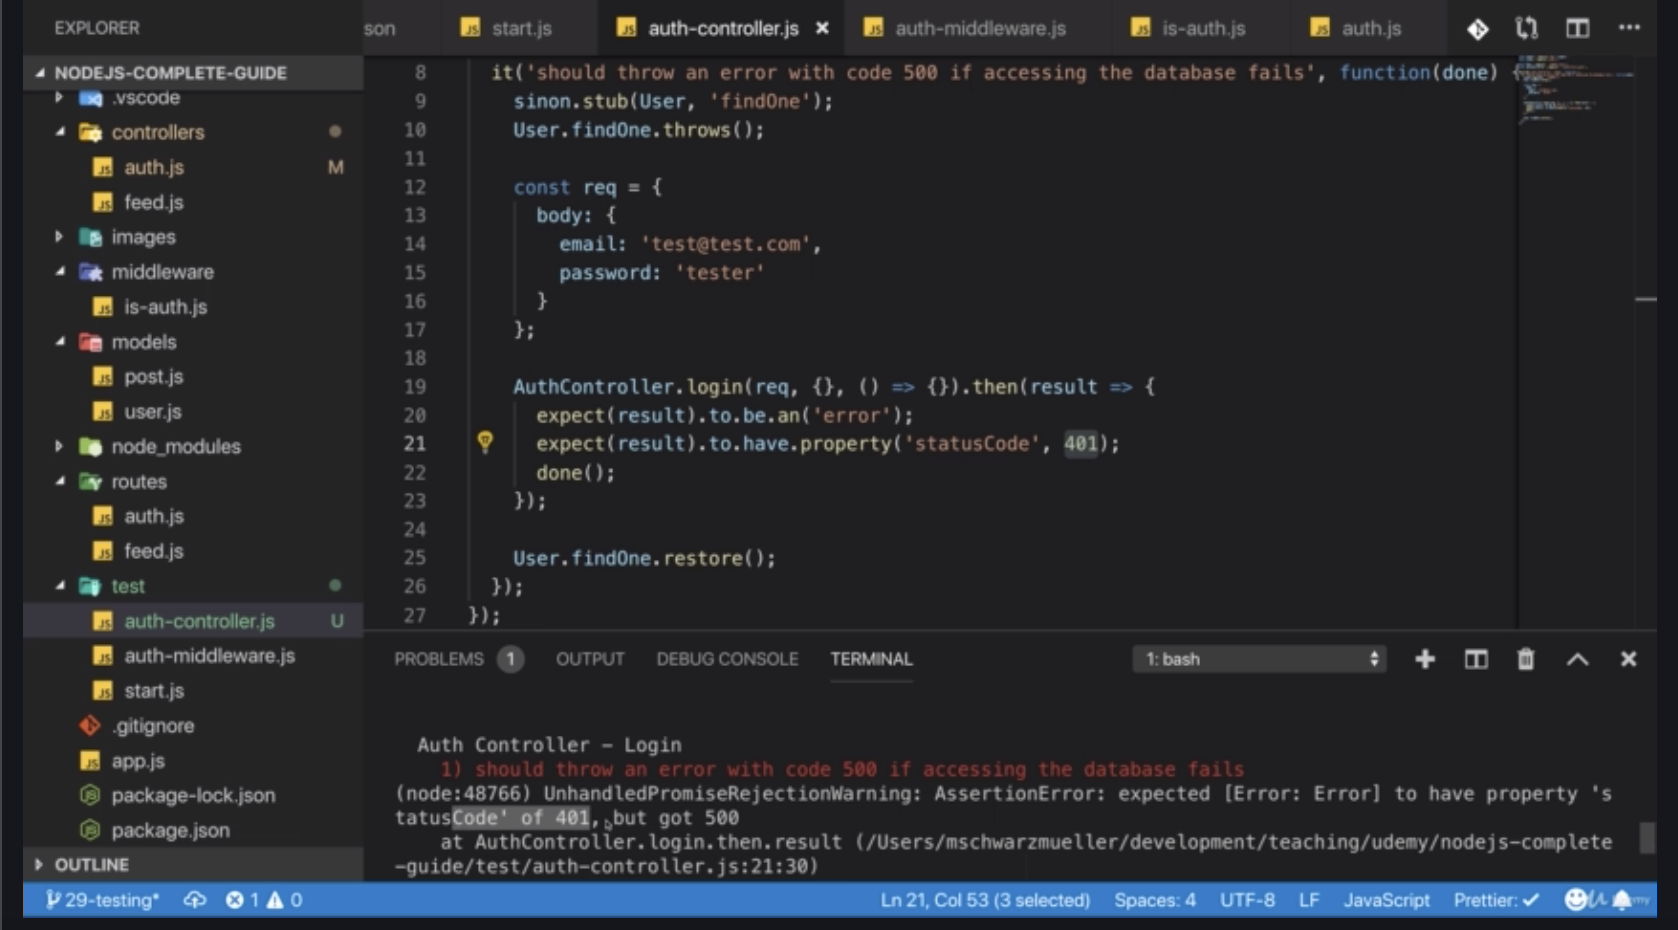 EXPLORER
NODEJS-COMPLETE-GUIDE
.vscode
controllers
auth.js M
feed.js
images
middleware
is-auth.js
models
post.js
user.js
node_modules
routes
auth.js
feed.js
test
auth-controller.js U
auth-middleware.js
start.js
.gitignore
app.js
package-lock.json
package.json
OUTLINE
son start.js auth-controller.js auth-middleware.js is-auth.js auth.js
8 it('should throw an error with code 500 if accessing the database fails', function(done) {
9 sinon.stub(User, 'findOne');
10 User.findOne.throws();
11
12 const req = {
13 body: {
14 email: 'test@test.com',
15 password: 'tester'
16 }
17 };
18
19 AuthController.login(req, {}, () => {}).then(result => {
20 expect(result).to.be.an('error');
21 expect(result).to.have.property('statusCode', 401);
22 done();
23 });
24
25 User.findOne.restore();
26 });
27 });
PROBLEMS 1 OUTPUT DEBUG CONSOLE TERMINAL 1: bash
Auth Controller – Login
1) should throw an error with code 500 if accessing the database fails
(node:48766) UnhandledPromiseRejectionWarning: AssertionError: expected [Error: Error] to have property 's
tatusCode' of 401, but got 500
at AuthController.login.then.result (/Users/mschwarzmueller/development/teaching/udemy/nodejs-complete
-guide/test/auth-controller.js:21:30)
29-testing* 1 0 Ln 21, Col 53 (3 selected) Spaces: 4 UTF-8 LF JavaScript Prettier: ✓